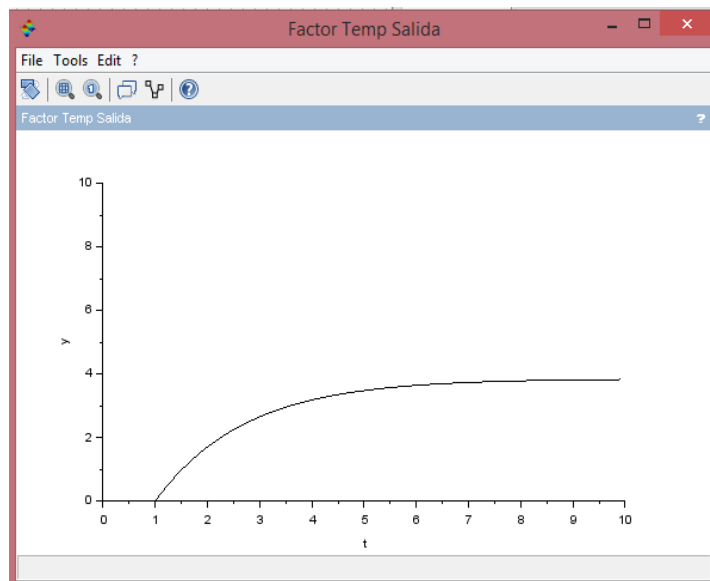 Factor Temp Salida
File Tools Edit ?
Factor Temp Salida ?
10
8
6
y
4
2
0
0 1 2 3 4 5 6 7 8 9 10
t